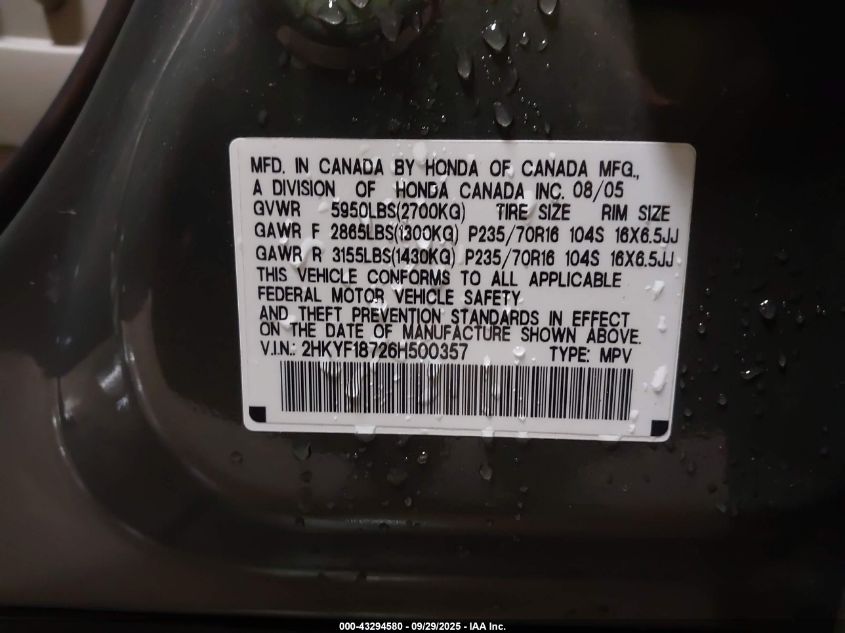 MFD. IN CANADA BY HONDA OF CANADA MFG.,
A DIVISION OF HONDA CANADA INC. 08/05
GVWR 5950LBS(2700KG) TIRE SIZE RIM SIZE
GAWR F 2865LBS(1300KG) P235/70R16 104S 16X6.5JJ
GAWR R 3155LBS(1430KG) P235/70R16 104S 16X6.5JJ
THIS VEHICLE CONFORMS TO ALL APPLICABLE
FEDERAL MOTOR VEHICLE SAFETY
AND THEFT PREVENTION STANDARDS IN EFFECT
ON THE DATE OF MANUFACTURE SHOWN ABOVE.
V.I.N.: 2HKYF18726H500357 TYPE: MPV
000-43294580 - 09/29/2025 - IAA Inc.